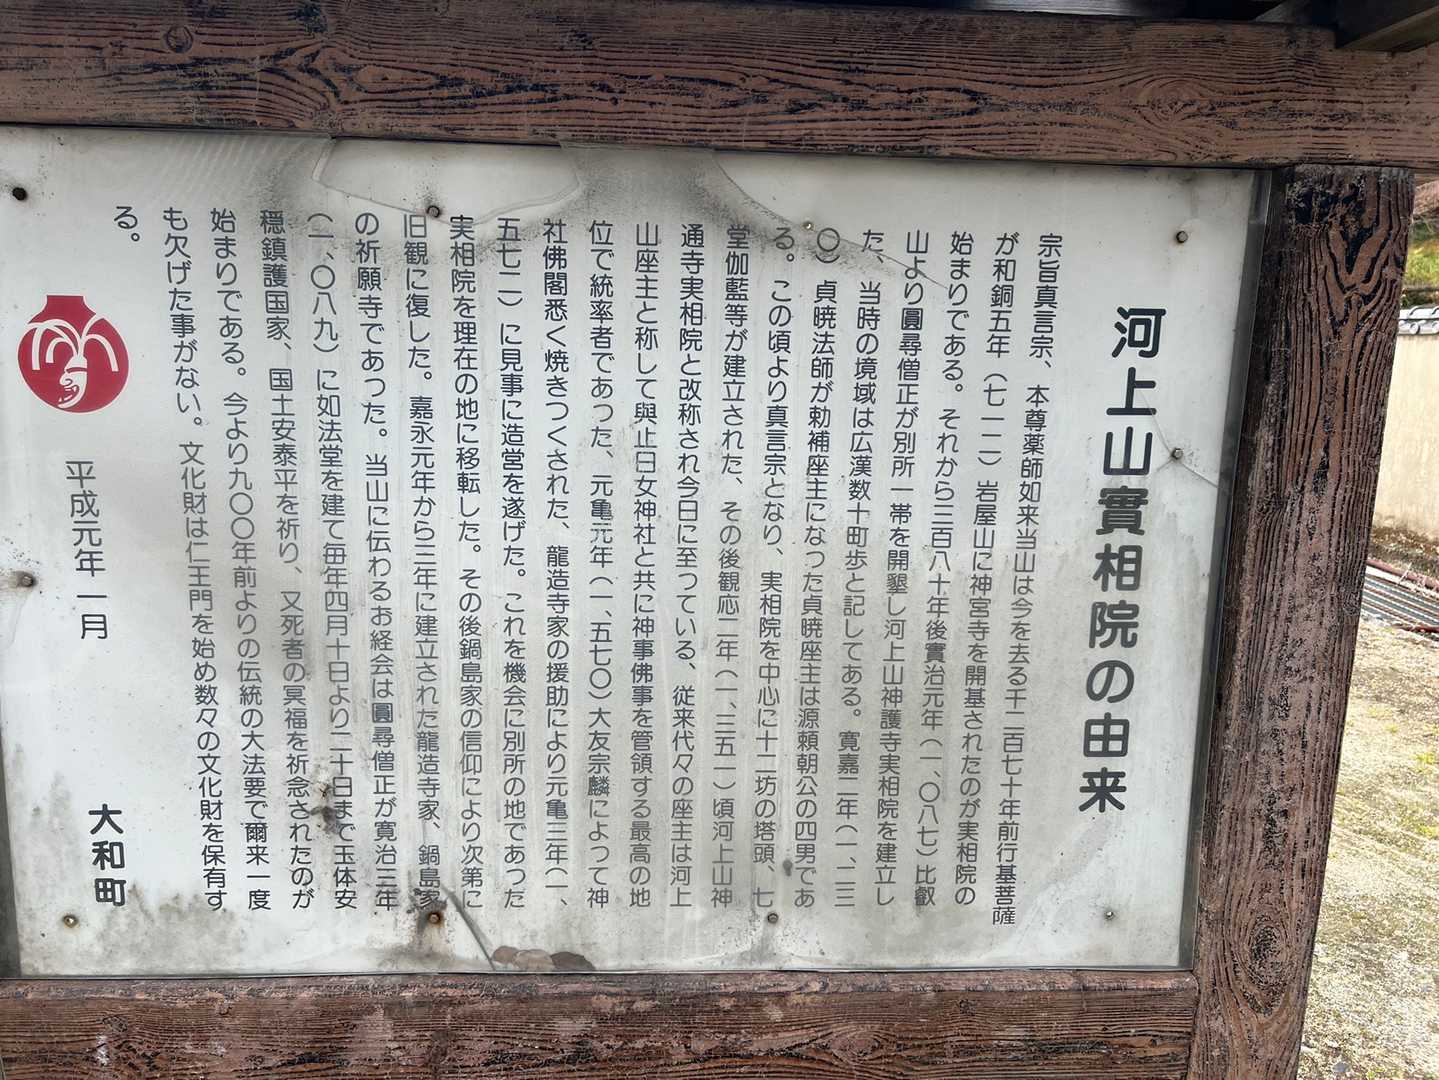 河上山實相院の由来
宗旨真言宗、本尊薬師如来当山は今を去る千二百七十年前行基菩薩
が和銅五年（七一二）岩屋山に神宮寺を開基されたのが実相院の
始まりである。それから三百八十年後寛治元年（一、〇八七）比叡
山より圓尋僧正が別所一帯を開墾し河上山神護寺実相院を建立し
た、当時の境域は広漠数十町歩と記してある。寛嘉二年（一、二三
〇）貞暁法師が勅補座主になった貞暁座主は源頼朝公の四男であ
る。この頃より真言宗となり、実相院を中心に十二坊の塔頭、七
堂伽藍等が建立された、その後観応二年（一、三五一）頃河上山神
通寺実相院と改称され今日に至つている、従来代々の座主は河上
山座主と称して與止日女神社と共に神事佛事を管領する最高の地
位で統率者であった、元亀元年（一、五七〇）大友宗麟によつて神
社佛閣悉く焼きつくされた、龍造寺家の援助により元亀三年（一、
五七二）に見事に造営を遂げた。これを機会に別所の地であった
実相院を理在の地に移転した。その後鍋島家の信仰により次第に
旧観に復した。嘉永元年から三年に建立された龍造寺家、鍋島家
の祈願寺であった。当山に伝わるお経会は圓尋僧正が寛治三年
（一、〇八九）に如法堂を建て毎年四月十日より二十日まで玉体安
穏鎮護国家、国土安泰平を祈り、又死者の冥福を祈念されたのが
始まりである。今より九〇〇年前よりの伝統の大法要で爾来一度
も欠げた事がない。文化財は仁王門を始め数々の文化財を保有す
る。
平成元年一月
大和町